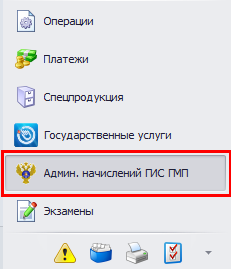 Операции
Платежи
Спецпродукция
Государственные услуги
Админ. начислений ГИС ГМП
Экзамены